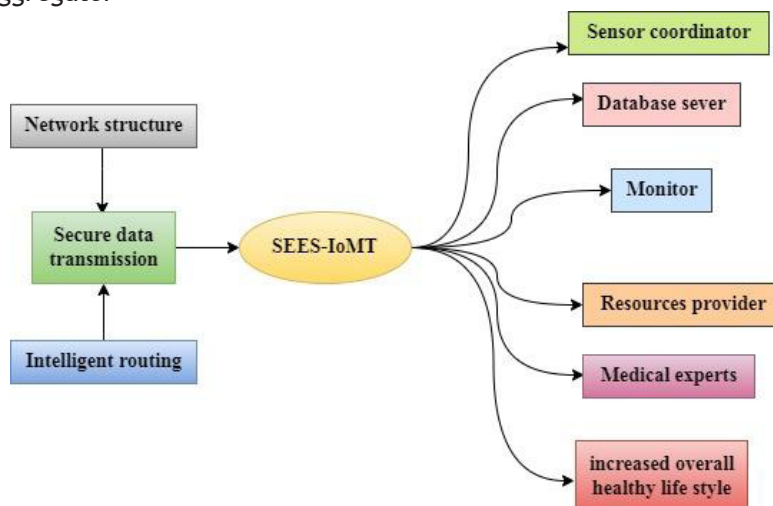 Sensor coordinator
Database sever
Network structure
Monitor
Secure data
transmission
SEES-IoMT
Resources provider
Intelligent routing
Medical experts
increased overall
healthy life style